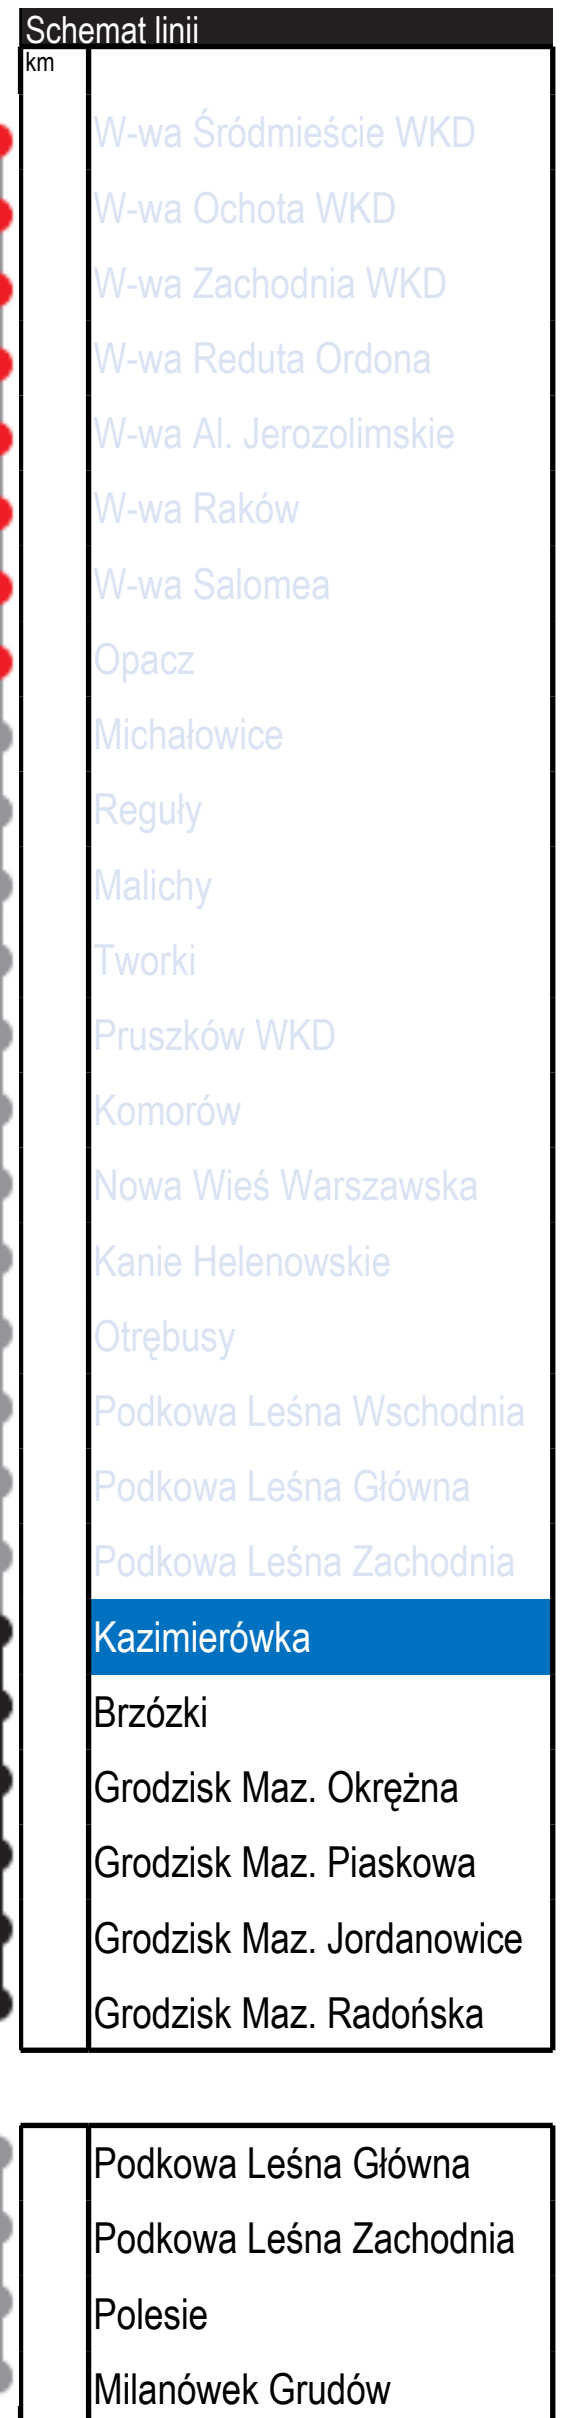 Schemat linii
km
W-wa Śródmieście WKD
W-wa Ochota WKD
W-wa Zachodnia WKD
W-wa Reduta Ordona
W-wa Al. Jerozolimskie
W-wa Raków
W-wa Salomea
Opacz
Michałowice
Reguły
Malichy
Tworki
Pruszków WKD
Komorów
Nowa Wieś Warszawska
Kanie Helenowskie
Otrębusy
Podkowa Leśna Wschodnia
Podkowa Leśna Główna
Podkowa Leśna Zachodnia
Kazimierówka
Brzózki
Grodzisk Maz. Okrężna
Grodzisk Maz. Piaskowa
Grodzisk Maz. Jordanowice
Grodzisk Maz. Radońska
Podkowa Leśna Główna
Podkowa Leśna Zachodnia
Polesie
Milanówek Grudów